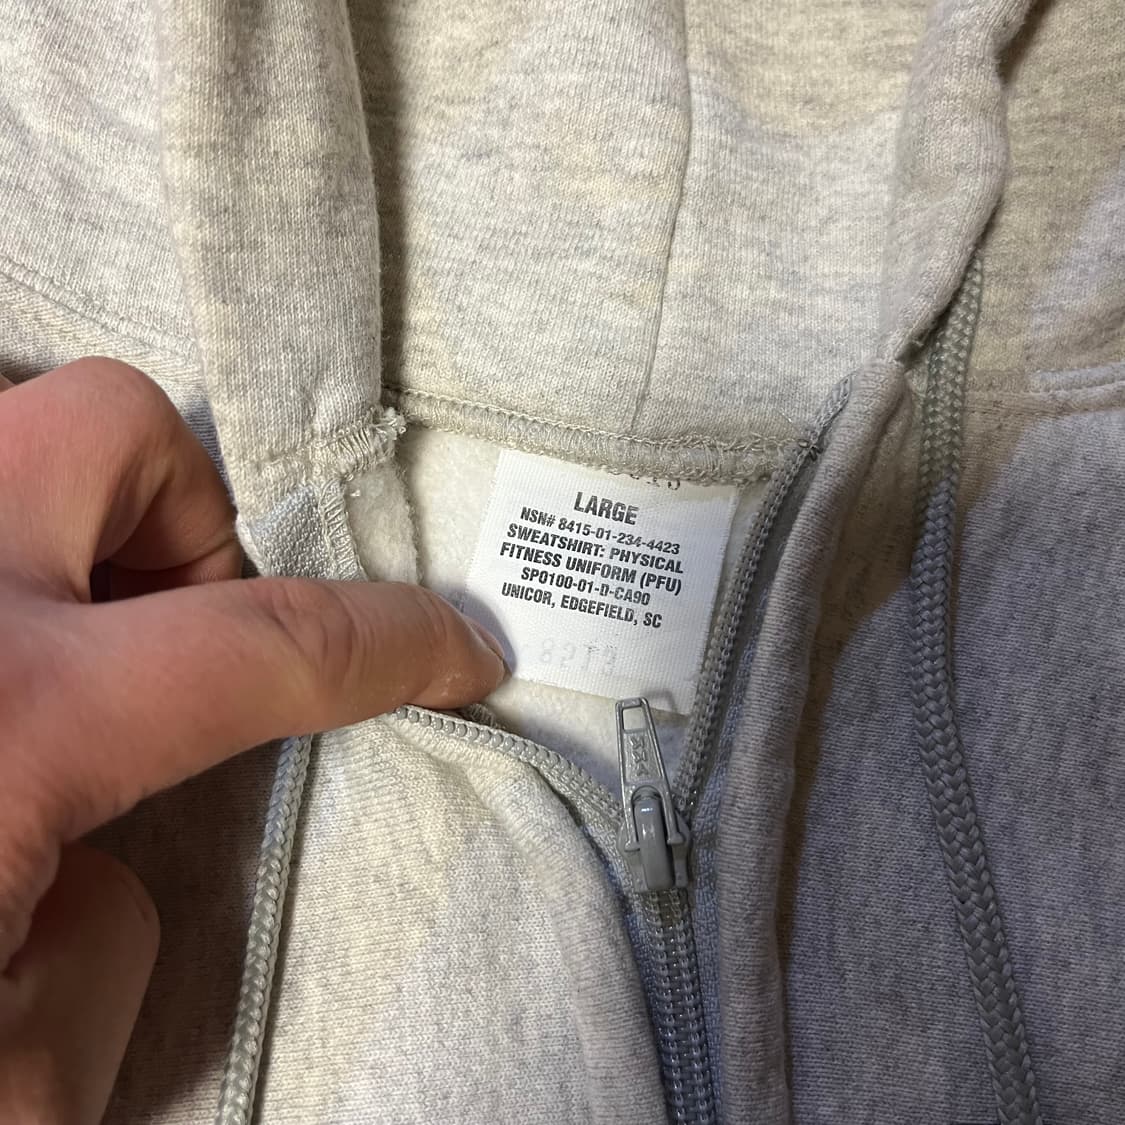 LARGE
NSN# 8415-01-234-4423
SWEATSHIRT: PHYSICAL
FITNESS UNIFORM (PFU)
SP0100-01-D-CA90
UNICOR, EDGEFIELD, SC